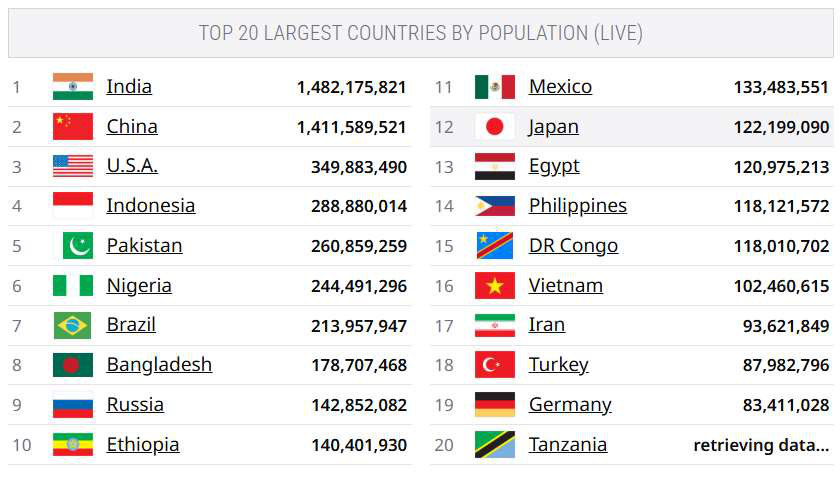 TOP 20 LARGEST COUNTRIES BY POPULATION (LIVE)
1 India 1,482,175,821
2 China 1,411,589,521
3 U.S.A. 349,883,490
4 Indonesia 288,880,014
5 Pakistan 260,859,259
6 Nigeria 244,491,296
7 Brazil 213,957,947
8 Bangladesh 178,707,468
9 Russia 142,852,082
10 Ethiopia 140,401,930
11 Mexico 133,483,551
12 Japan 122,199,090
13 Egypt 120,975,213
14 Philippines 118,121,572
15 DR Congo 118,010,702
16 Vietnam 102,460,615
17 Iran 93,621,849
18 Turkey 87,982,796
19 Germany 83,411,028
20 Tanzania retrieving data...